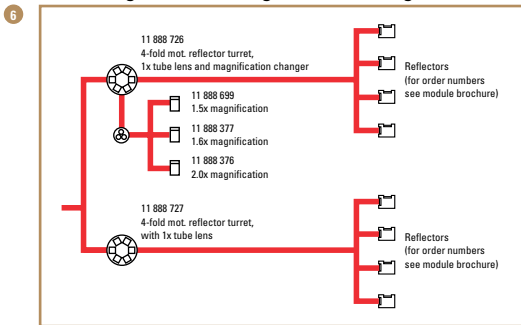 6
11 888 726
4-fold mot. reflector turret,
1x tube lens and magnification changer
11 888 699
1.5x magnification
11 888 377
1.6x magnification
11 888 376
2.0x magnification
Reflectors
(for order numbers
see module brochure)
11 888 727
4-fold mot. reflector turret,
with 1x tube lens
Reflectors
(for order numbers
see module brochure)